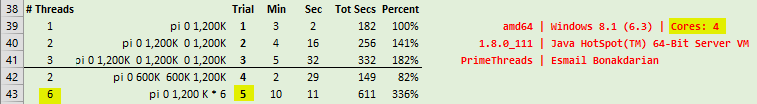 38 # Threads Trial Min Sec Tot Secs Percent
39 1 pi 0 1,200K 1 3 2 182 100% amd64 | Windows 8.1 (6.3) | Cores: 4
40 2 pi 0 1,200K 0 1,200K 2 4 16 256 141% 1.8.0_111 | Java HotSpot(TM) 64-Bit Server VM
41 3 pi 0 1,200K 0 1,200K 0 1,200K 3 5 32 332 182% PrimeThreads | Esmail Bonakdarian
42 2 pi 0 600K 600K 1,200K 4 2 29 149 82%
43 6 pi 0 1,200 K * 6 5 10 11 611 336%